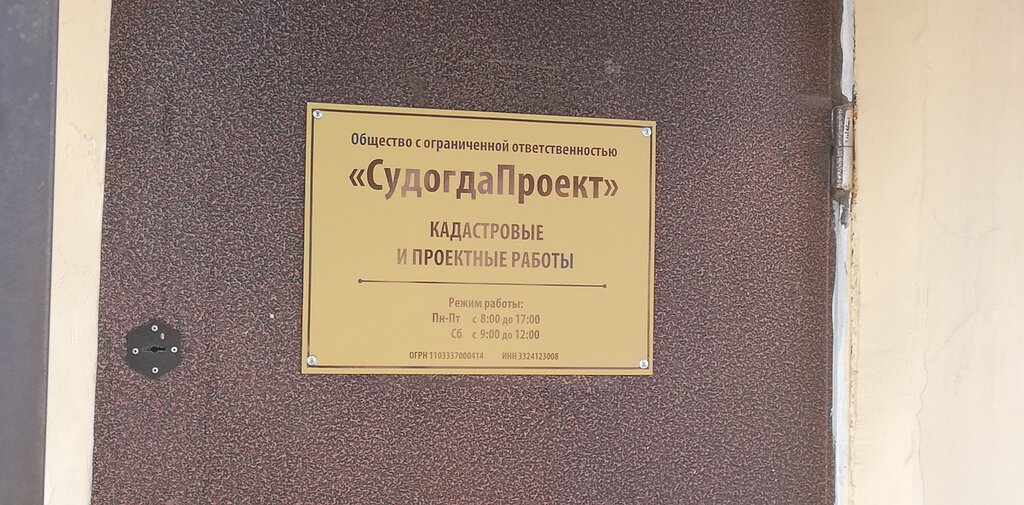 Общество с ограниченной ответственностью
«СудогдаПроект»
КАДАСТРОВЫЕ
И ПРОЕКТНЫЕ РАБОТЫ
Режим работы:
Пн-Пт с 8:00 до 17:00
Сб с 9:00 до 12:00
ОГРН 1103337000414 ИНН 3324123008